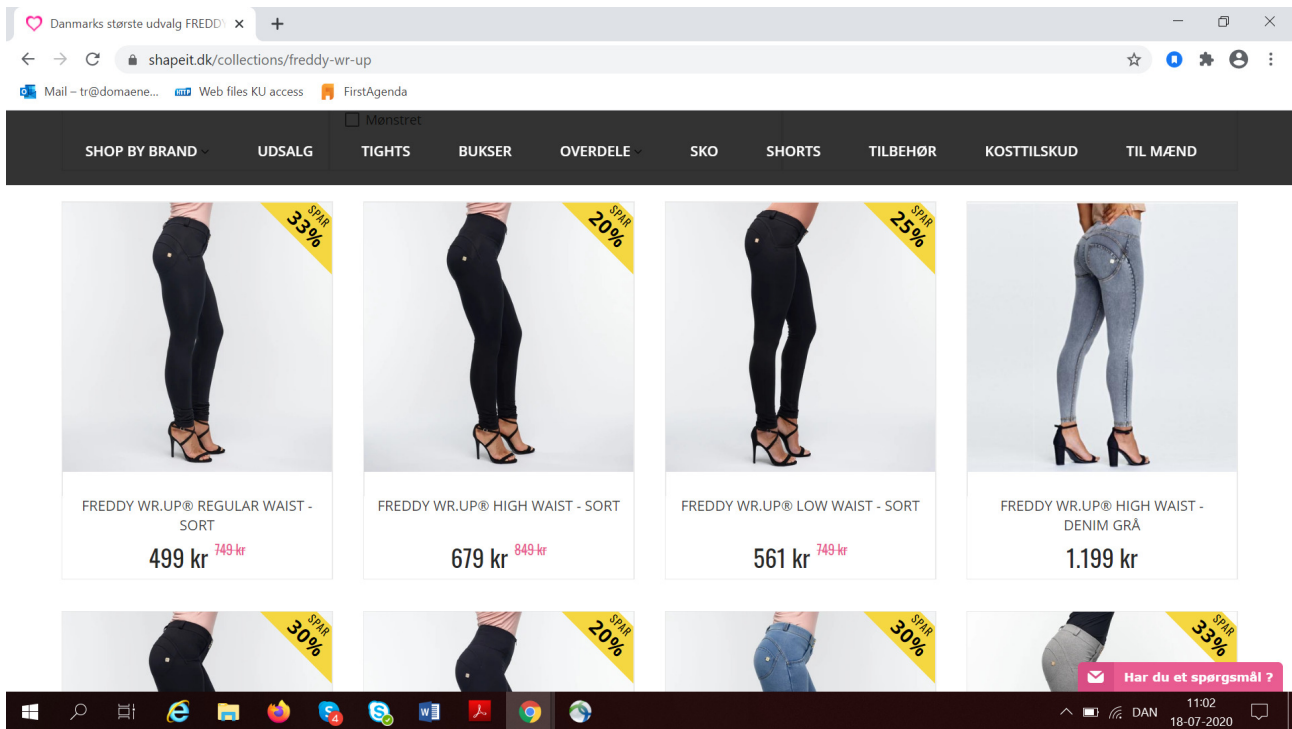 Danmarks største udvalg FREDDY
shapeit.dk/collections/freddy-wr-up
Mail – tr@domaene... Web files KU access FirstAgenda
Mønstret
SHOP BY BRAND UDSALG TIGHTS BUKSER OVERDELE SKO SHORTS TILBEHØR KOSTTILSKUD TIL MÆND
SPAR 33% SPAR 20% SPAR 25%
FREDDY WR.UP® REGULAR WAIST - SORT
499 kr 749 kr
FREDDY WR.UP® HIGH WAIST - SORT
679 kr 849 kr
FREDDY WR.UP® LOW WAIST - SORT
561 kr 749 kr
FREDDY WR.UP® HIGH WAIST - DENIM GRÅ
1.199 kr
SPAR 30% SPAR 20% SPAR 30% SPAR 33%
Har du et spørgsmål ?
DAN
11:02
18-07-2020